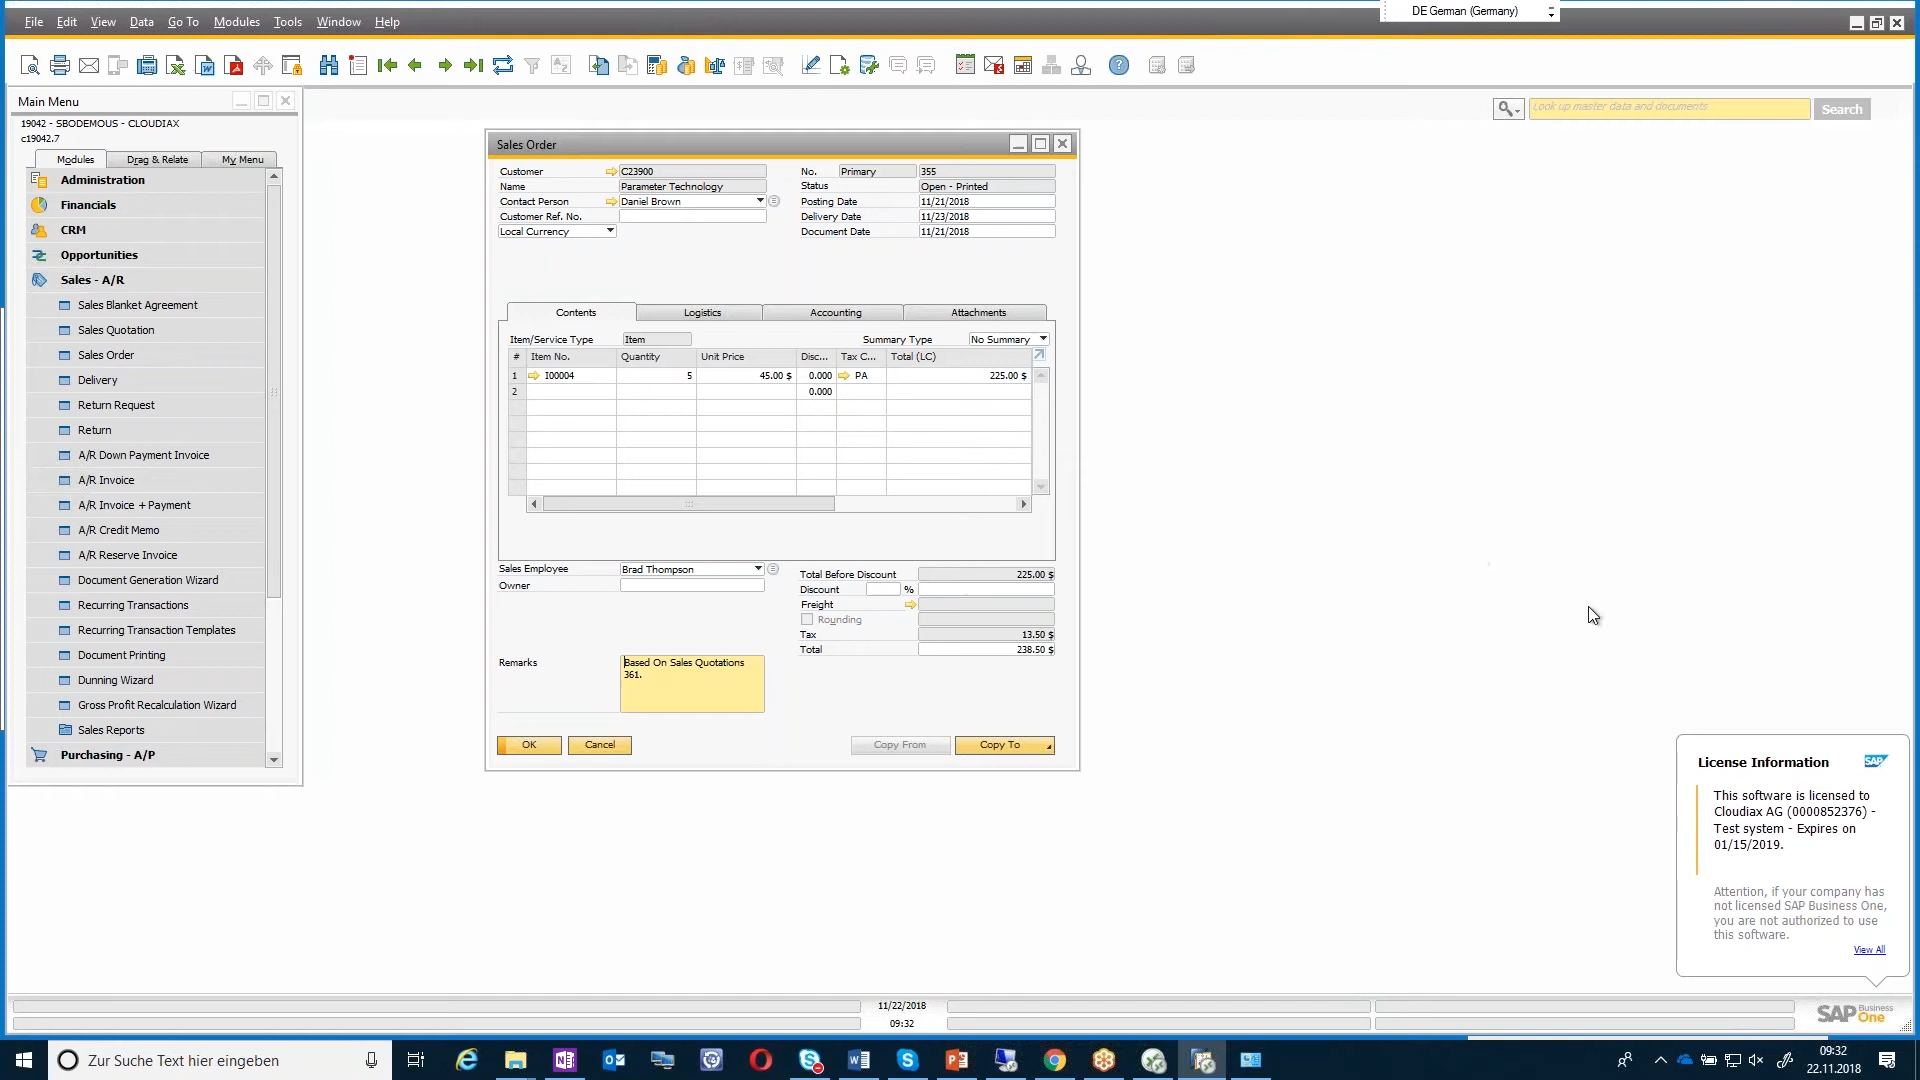 DE German (Germany)
File Edit View Data Go To Modules Tools Window Help
Look up master data and documents Search
Main Menu
19042 - SBODEMOUS - CLOUDIAX
c19042.7
Modules Drag & Relate My Menu
Administration
Financials
CRM
Opportunities
Sales - A/R
Sales Blanket Agreement
Sales Quotation
Sales Order
Delivery
Return Request
Return
A/R Down Payment Invoice
A/R Invoice
A/R Invoice + Payment
A/R Credit Memo
A/R Reserve Invoice
Document Generation Wizard
Recurring Transactions
Recurring Transaction Templates
Document Printing
Dunning Wizard
Gross Profit Recalculation Wizard
Sales Reports
Purchasing - A/P
Sales Order
Customer C23900 No. Primary 355
Name Parameter Technology Status Open - Printed
Contact Person Daniel Brown Posting Date 11/21/2018
Customer Ref. No. Delivery Date 11/23/2018
Local Currency Document Date 11/21/2018
Contents Logistics Accounting Attachments
Item/Service Type Item Summary Type No Summary
# Item No. Quantity Unit Price Disc... Tax C... Total (LC)
1 I00004 5 45.00 $ 0.000 PA 225.00 $
2 0.000
Sales Employee Brad Thompson Total Before Discount 225.00 $
Owner Discount %
Freight
Rounding
Tax 13.50 $
Total 238.50 $
Remarks Based On Sales Quotations
361.
OK Cancel Copy From Copy To
License Information SAP
This software is licensed to
Cloudiax AG (0000852376) -
Test system - Expires on
01/15/2019.
Attention, if your company has
not licensed SAP Business One,
you are not authorized to use
this software.
View All
11/22/2018
09:32
SAP Business One
Zur Suche Text hier eingeben
09:32
22.11.2018